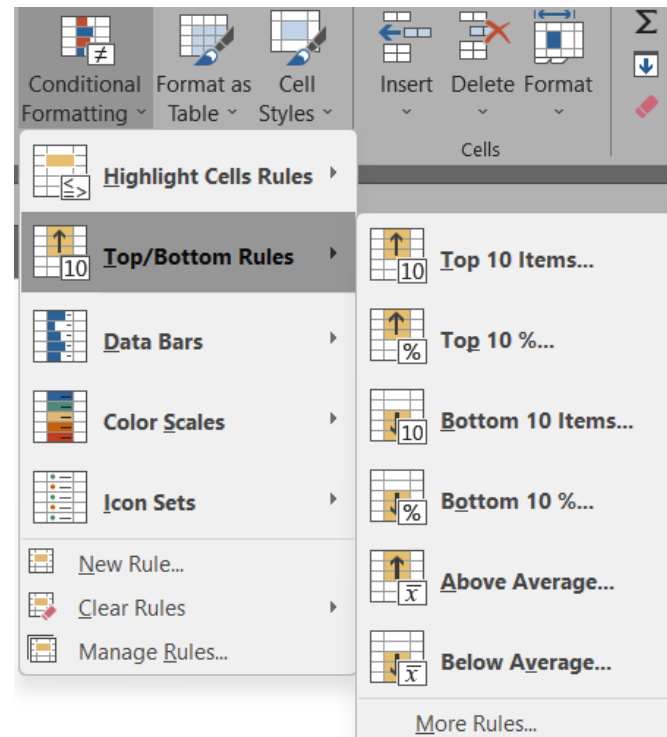 Conditional Formatting
Format as Table
Cell Styles
Insert
Delete
Format
Cells
Σ
Highlight Cells Rules
Top/Bottom Rules
Data Bars
Color Scales
Icon Sets
New Rule...
Clear Rules
Manage Rules...
10
Top 10 Items...
%
Top 10 %...
10
Bottom 10 Items...
%
Bottom 10 %...
x̅
Above Average...
x̅
Below Average...
More Rules...